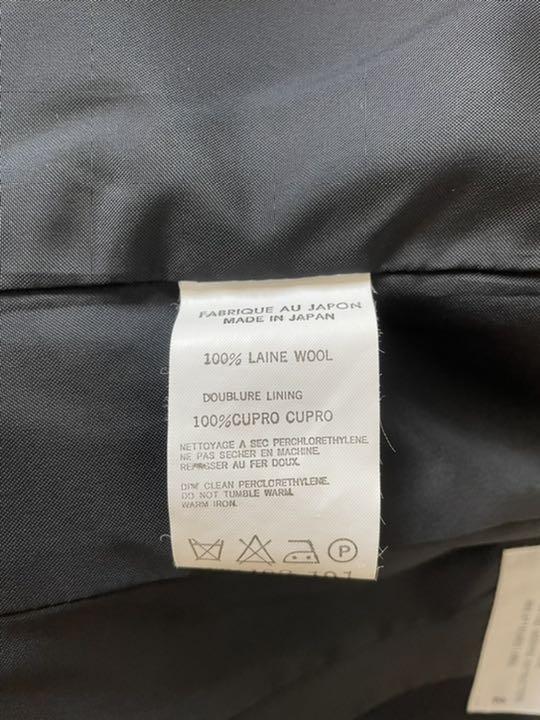 FABRIQUE AU JAPON
MADE IN JAPAN
100% LAINE WOOL
DOUBLURE LINING
100%CUPRO CUPRO
NETTOYAGE A SEC PERCHLORETHYLENE.
NE PAS SECHER EN MACHINE.
REPASSER AU FER DOUX.
DRY CLEAN PERCLORETHYLENE.
DO NOT TUMBLE WARM.
WARM IRON.
P